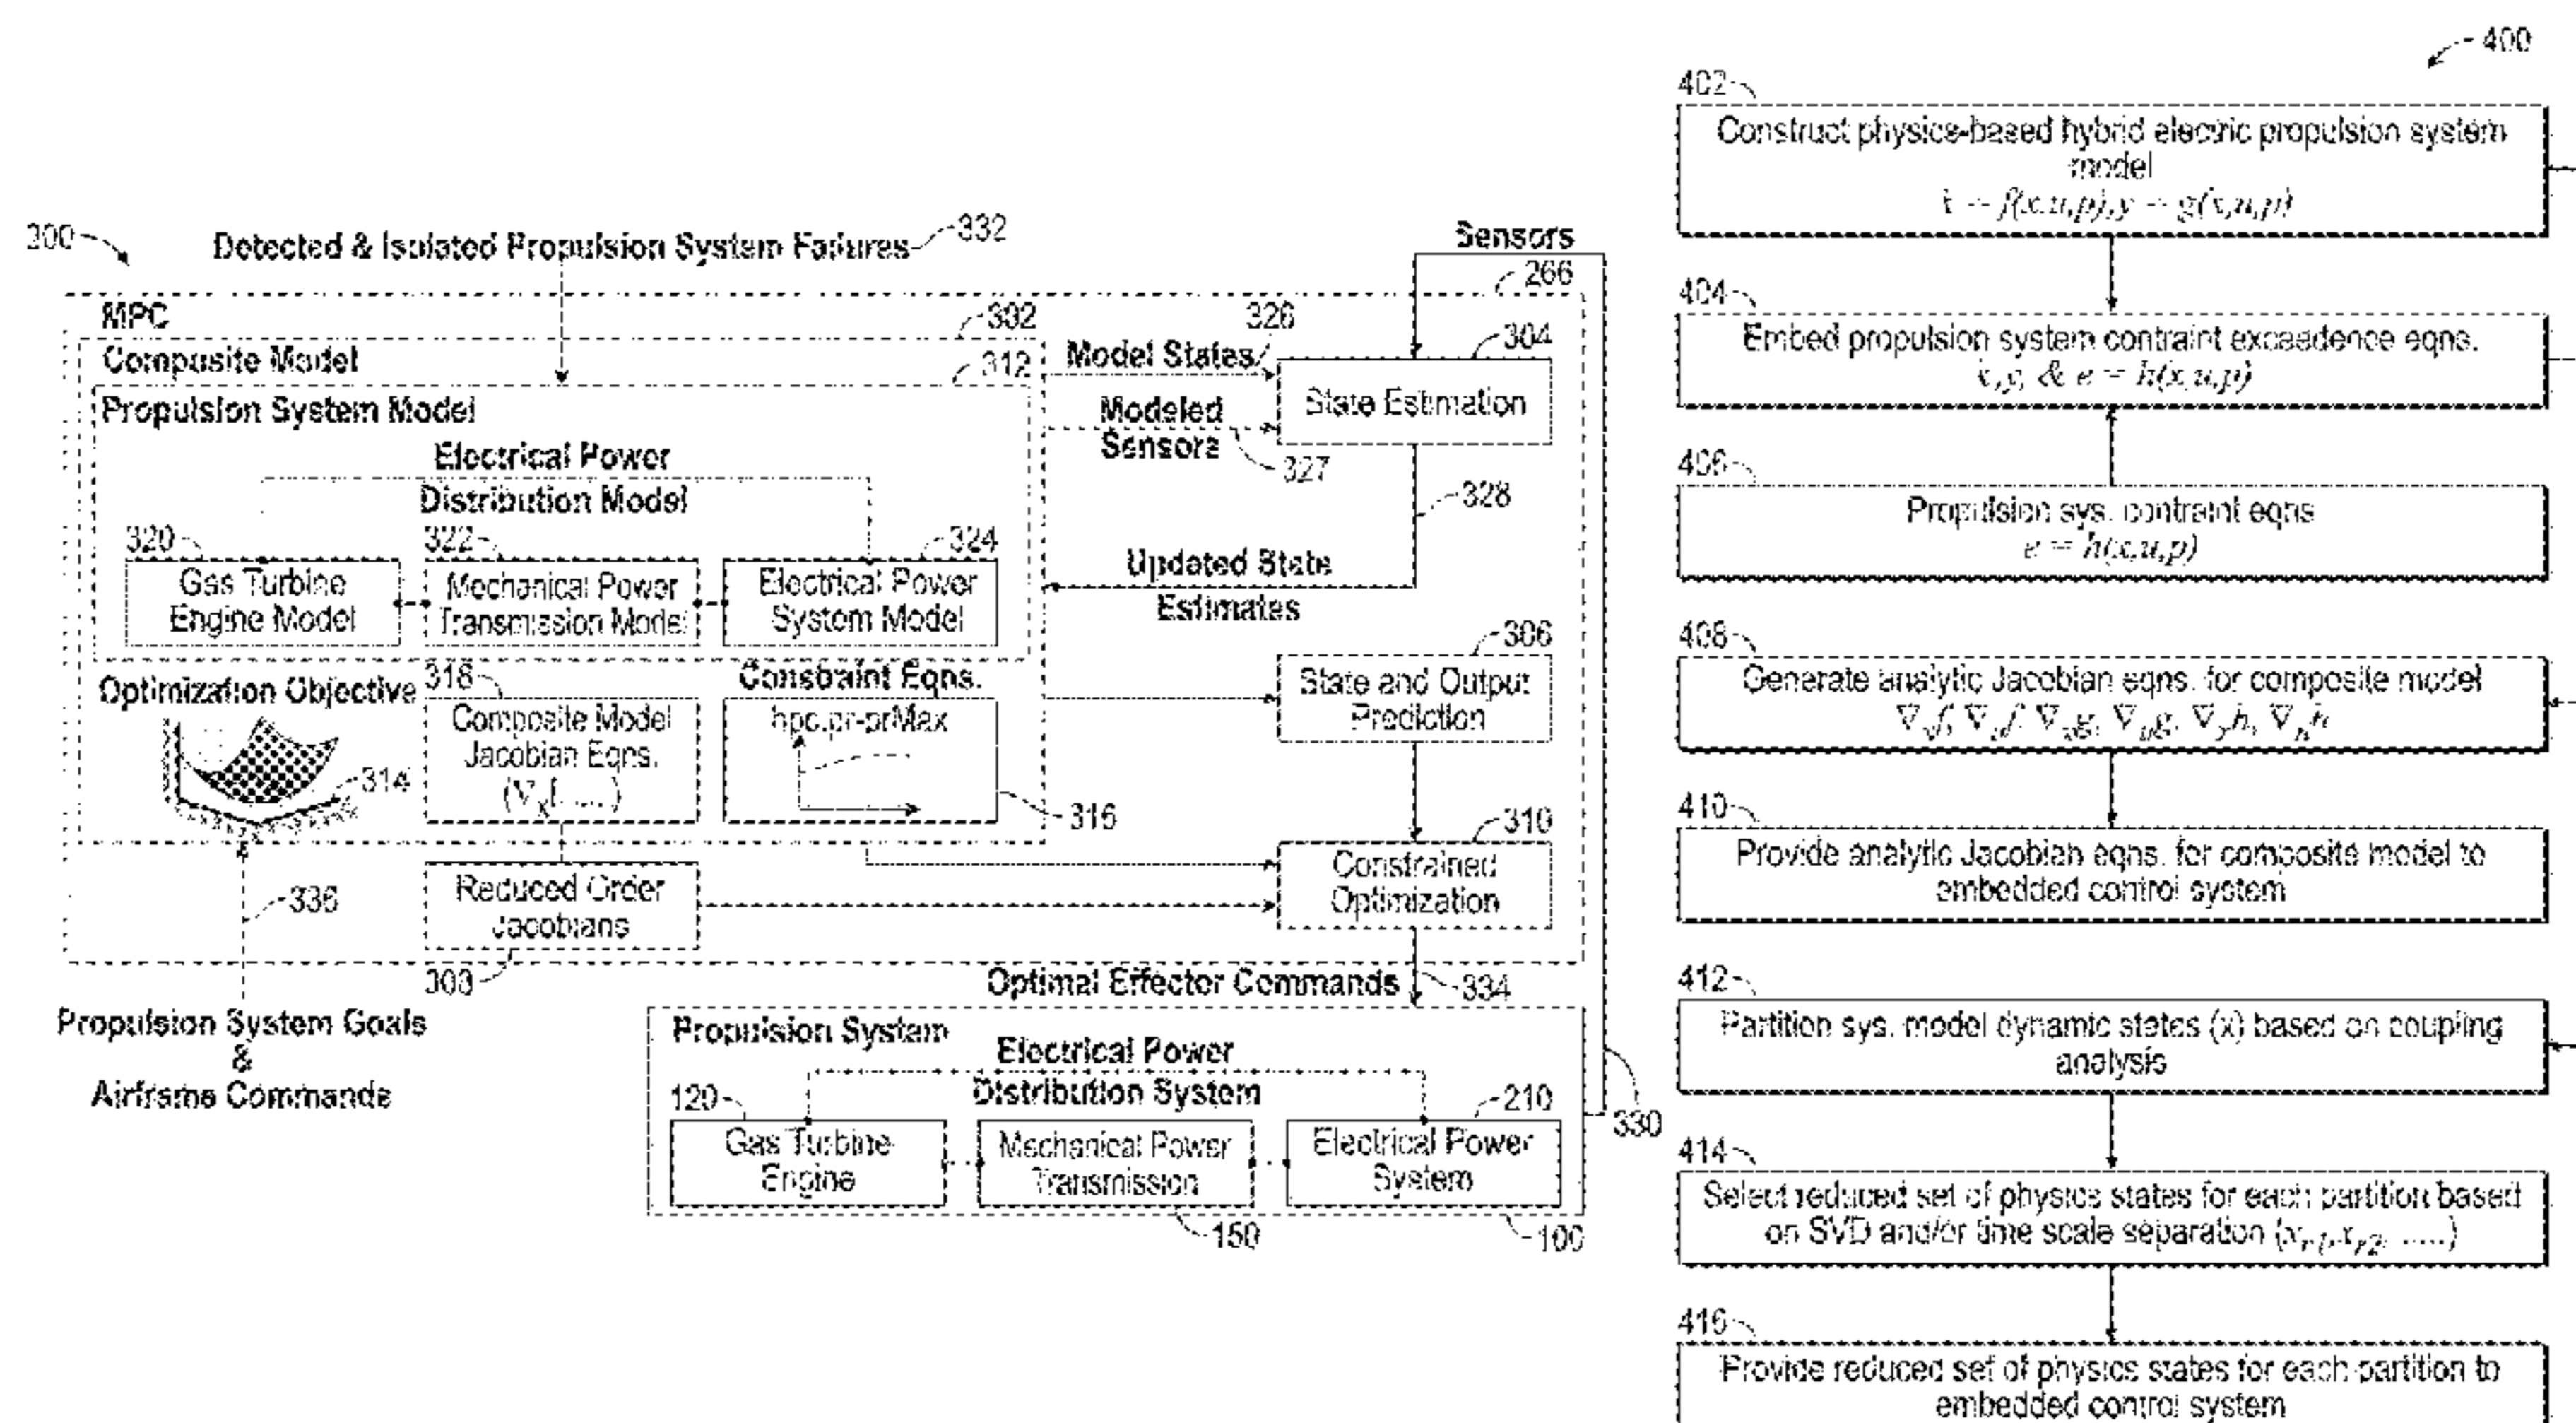 300
Detected & Isolated Propulsion System Failures
332
Sensors
266
MPC
302
Composite Model
312
Propulsion System Model
Electrical Power
Distribution Model
320
322
324
Gas Turbine
Engine Model
Mechanical Power
Transmission Model
Electrical Power
System Model
326
Model States
Modeled
Sensors
327
304
State Estimation
328
Updated State
Estimates
Optimization Objective
314
318
Composite Model
Jacobian Eqns.
Constraint Eqns.
hpc.pr-prMax
316
306
State and Output
Prediction
310
Constrained
Optimization
336
Reduced Order
Jacobians
308
Propulsion System Goals
&
Airframe Commands
Optimal Effector Commands
334
Propulsion System
Electrical Power
Distribution System
120
210
Gas Turbine
Engine
Mechanical Power
Transmission
Electrical Power
System
150
100
330
400
402
Construct physics-based hybrid electric propulsion system
model
ẋ = f(x,u,p), y = g(x,u,p)
404
Embed propulsion system contraint exceedence eqns.
ẋ, y, & e = h(x,u,p)
406
Propulsion sys. contraint eqns
e = h(x,u,p)
408
Generate analytic Jacobian eqns. for composite model
410
Provide analytic Jacobian eqns. for composite model to
embedded control system
412
Partition sys. model dynamic states (x) based on coupling
analysis
414
Select reduced set of physics states for each partition based
on SVD and/or time scale separation (xr1, xr2, .....)
416
Provide reduced set of physics states for each partition to
embedded control system